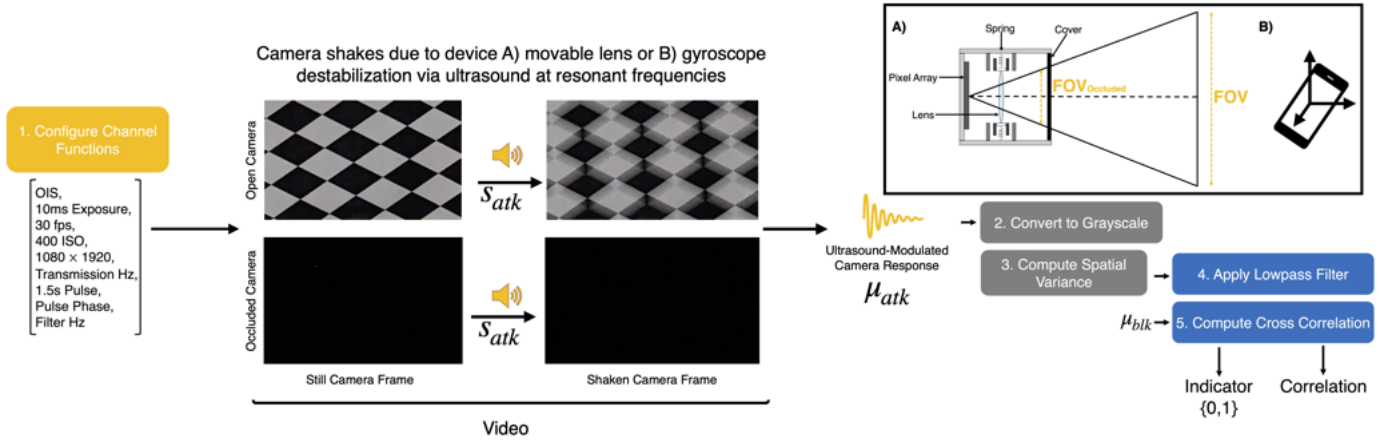 1. Configure Channel
Functions
OIS,
10ms Exposure,
30 fps,
400 ISO,
1080 × 1920,
Transmission Hz,
1.5s Pulse,
Pulse Phase,
Filter Hz
Camera shakes due to device A) movable lens or B) gyroscope
destabilization via ultrasound at resonant frequencies
Open Camera
s_atk
Occluded Camera
s_atk
Still Camera Frame
Shaken Camera Frame
Video
A)
Spring
Cover
Pixel Array
Lens
FOV_Occluded
FOV
B)
Ultrasound-Modulated
Camera Response
μ_atk
2. Convert to Grayscale
3. Compute Spatial
Variance
4. Apply Lowpass Filter
μ_blk
5. Compute Cross Correlation
Indicator
{0,1}
Correlation